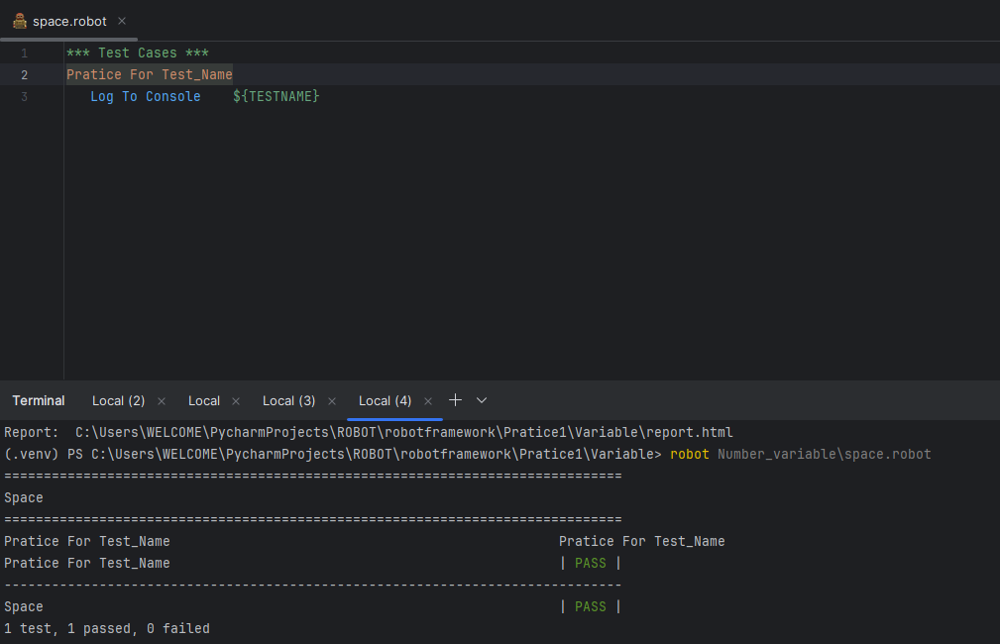 space.robot ×
1 *** Test Cases ***
2 Pratice For Test_Name
3 Log To Console    ${TESTNAME}
Terminal Local (2) × Local × Local (3) × Local (4) × +
Report:  C:\Users\WELCOME\PycharmProjects\ROBOT\robotframework\Pratice1\Variable\report.html
(.venv) PS C:\Users\WELCOME\PycharmProjects\ROBOT\robotframework\Pratice1\Variable> robot Number_variable\space.robot
==============================================================================
Space
==============================================================================
Pratice For Test_Name                                                 Pratice For Test_Name
Pratice For Test_Name                                                 | PASS |
------------------------------------------------------------------------------
Space                                                                 | PASS |
1 test, 1 passed, 0 failed